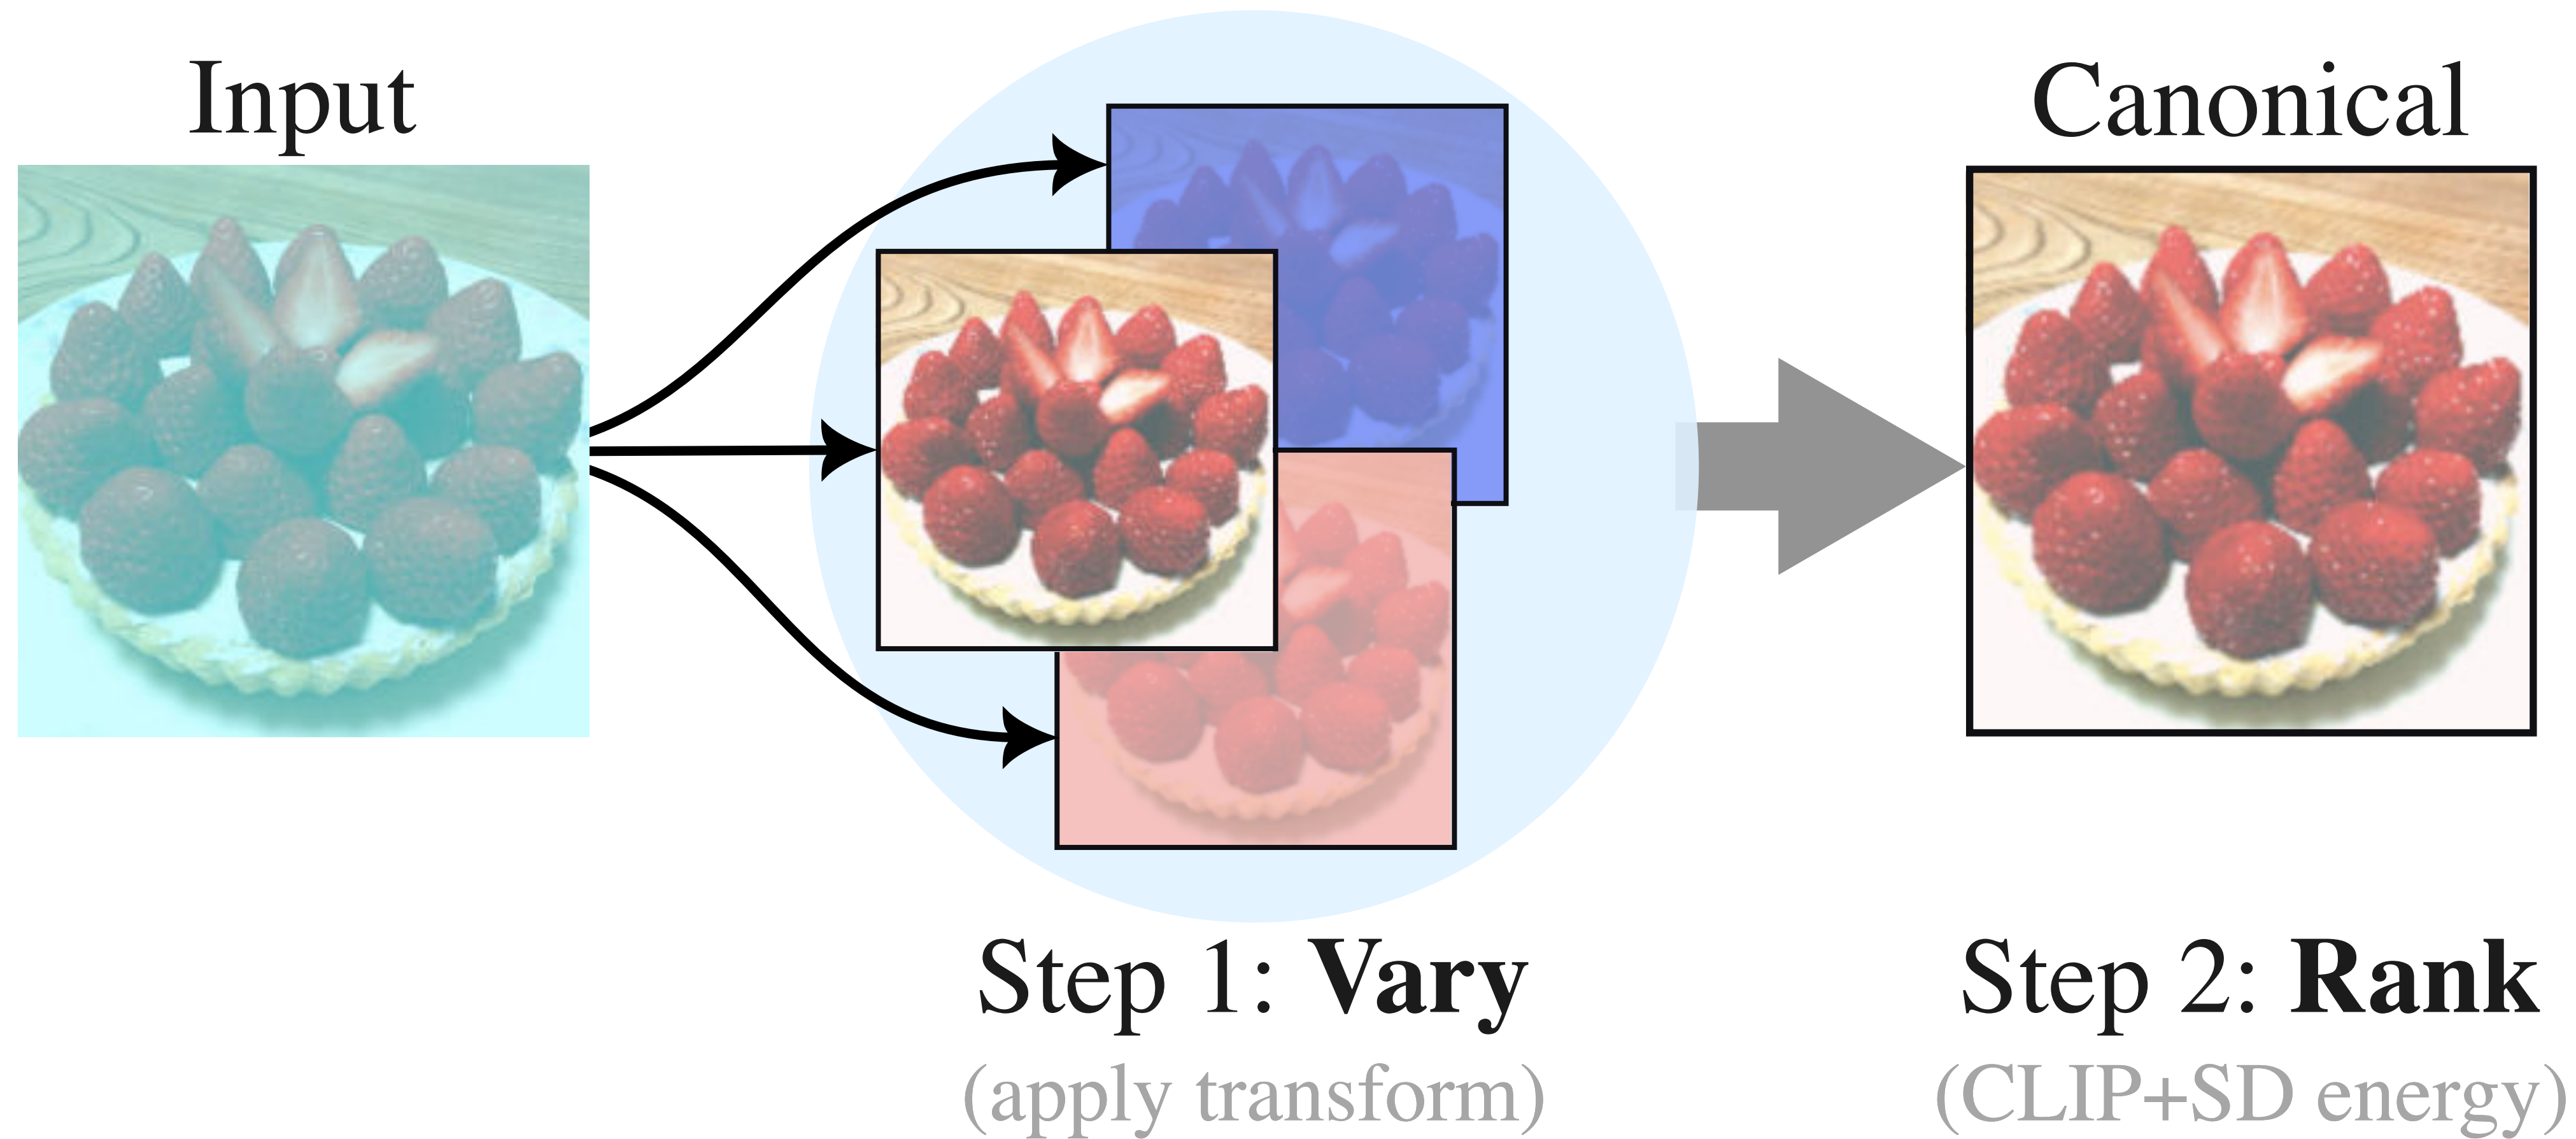 Input
Canonical
Step 1: Vary
(apply transform)
Step 2: Rank
(CLIP+SD energy)